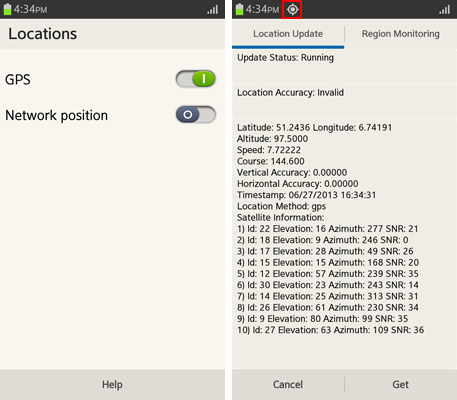 4:34PM
Locations
GPS
Network position
Help
4:34PM
Location Update Region Monitoring
Update Status: Running
Location Accuracy: Invalid
Latitude: 51.2436 Longitude: 6.74191
Altitude: 97.5000
Speed: 7.72222
Course: 144.600
Vertical Accuracy: 0.00000
Horizontal Accuracy: 0.00000
Timestamp: 06/27/2013 16:34:31
Location Method: gps
Satellite Information:
1) Id: 22 Elevation: 16 Azimuth: 277 SNR: 21
2) Id: 18 Elevation: 9 Azimuth: 246 SNR: 0
3) Id: 17 Elevation: 28 Azimuth: 49 SNR: 26
4) Id: 15 Elevation: 15 Azimuth: 168 SNR: 20
5) Id: 12 Elevation: 57 Azimuth: 239 SNR: 35
6) Id: 30 Elevation: 23 Azimuth: 243 SNR: 14
7) Id: 14 Elevation: 25 Azimuth: 313 SNR: 31
8) Id: 26 Elevation: 61 Azimuth: 230 SNR: 34
9) Id: 9 Elevation: 80 Azimuth: 99 SNR: 35
10) Id: 27 Elevation: 63 Azimuth: 109 SNR: 36
Cancel Get